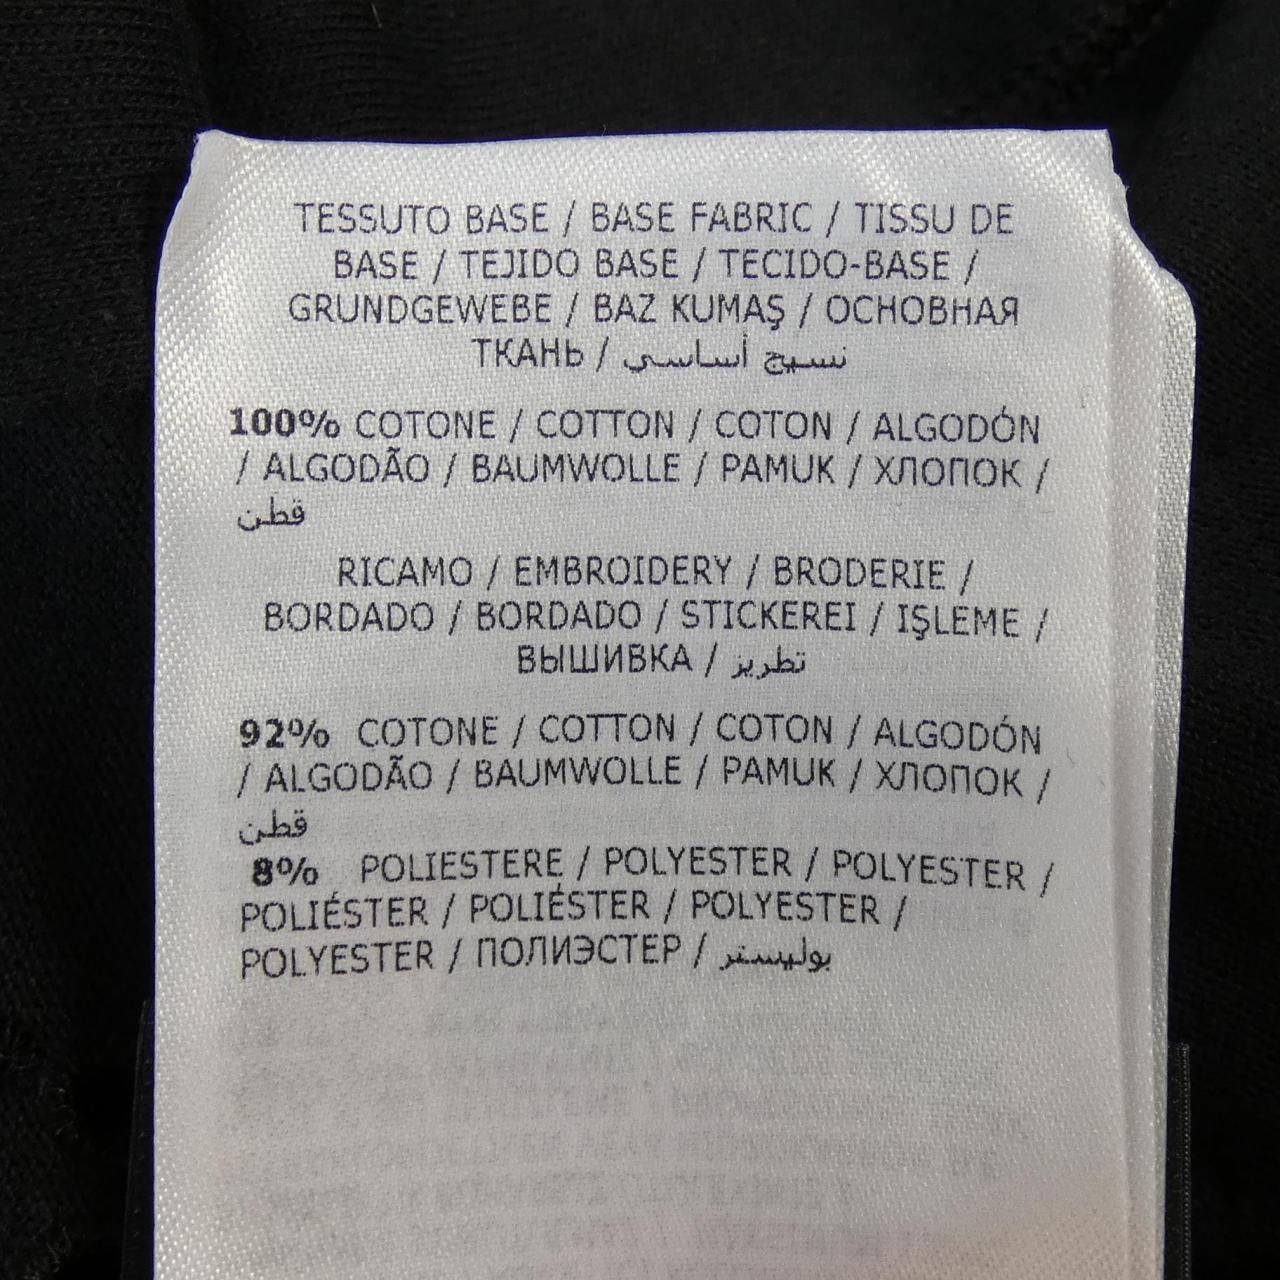 TESSUTO BASE / BASE FABRIC / TISSU DE
BASE / TEJIDO BASE / TECIDO-BASE /
GRUNDGEWEBE / BAZ KUMAŞ / ОСНОВНАЯ
ТКАНЬ / نسيج أساسي
100% COTONE / COTTON / COTON / ALGODÓN
/ ALGODÃO / BAUMWOLLE / PAMUK / ХЛОПОК /
قطن
RICAMO / EMBROIDERY / BRODERIE /
BORDADO / BORDADO / STICKEREI / IŞLEME /
ВЫШИВКА / تطريز
92% COTONE / COTTON / COTON / ALGODÓN
/ ALGODÃO / BAUMWOLLE / PAMUK / ХЛОПОК /
قطن
8% POLIESTERE / POLYESTER / POLYESTER /
POLIÉSTER / POLIÉSTER / POLYESTER /
POLYESTER / ПОЛИЭСТЕР / بوليستر